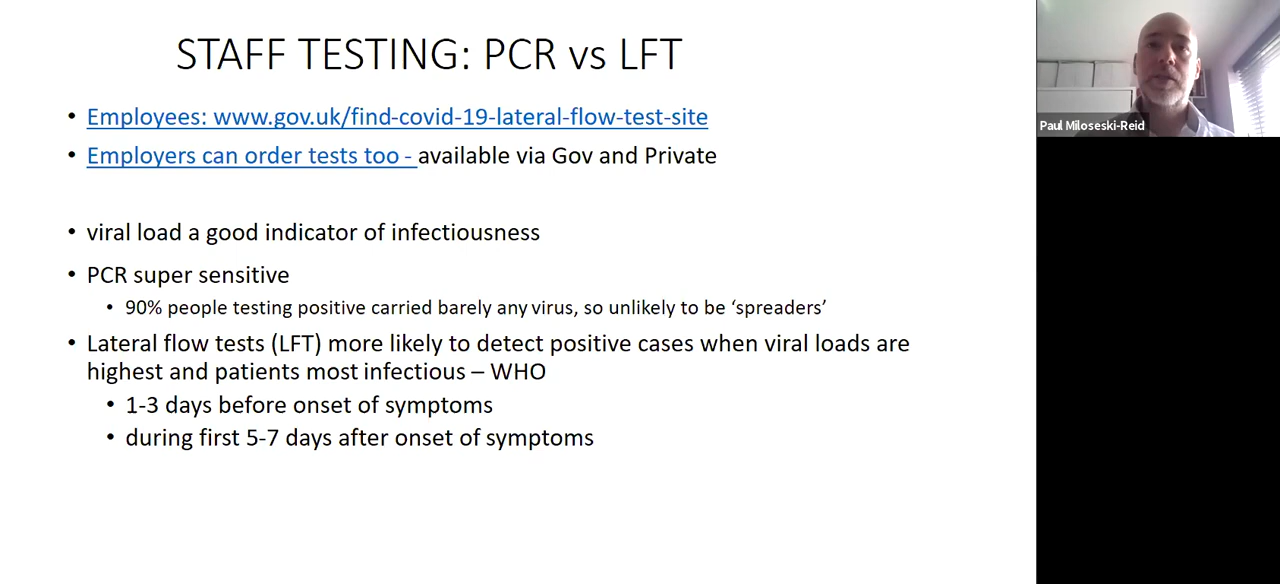 STAFF TESTING: PCR vs LFT
• Employees: www.gov.uk/find-covid-19-lateral-flow-test-site
• Employers can order tests too - available via Gov and Private
• viral load a good indicator of infectiousness
• PCR super sensitive
• 90% people testing positive carried barely any virus, so unlikely to be ‘spreaders’
• Lateral flow tests (LFT) more likely to detect positive cases when viral loads are
highest and patients most infectious – WHO
• 1-3 days before onset of symptoms
• during first 5-7 days after onset of symptoms
Paul Miloseski-Reid